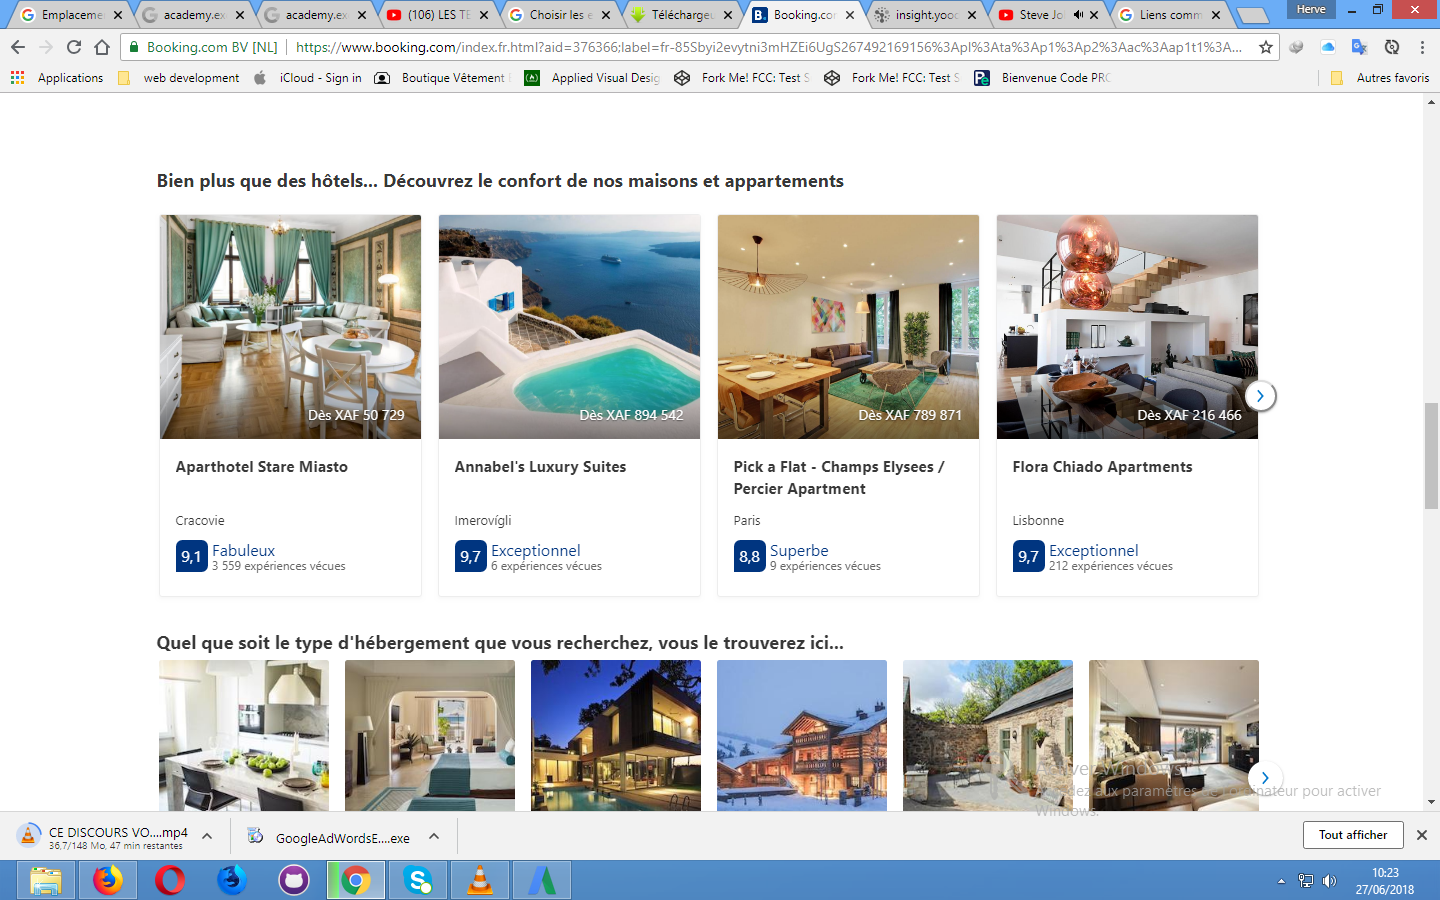 Emplaceme
academy.ex
academy.ex
(106) LES TE
Choisir les e
Téléchargeu
Booking.co
insight.yooc
Steve Jo
Liens comm
Herve
Booking.com BV [NL]
https://www.booking.com/index.fr.html?aid=376366;label=fr-85Sbyi2evytni3mHZEi6UgS267492169156%3Apl%3Ata%3Ap1%3Ap2%3Aac%3Aap1t1%3A...
Applications
web development
iCloud - Sign in
Boutique Vêtement E
Applied Visual Desig
Fork Me! FCC: Test S
Fork Me! FCC: Test S
Bienvenue Code PRO
Autres favoris
Bien plus que des hôtels... Découvrez le confort de nos maisons et appartements
Dès XAF 50 729
Dès XAF 894 542
Dès XAF 789 871
Dès XAF 216 466
Aparthotel Stare Miasto
Cracovie
9,1 Fabuleux
3 559 expériences vécues
Annabel's Luxury Suites
Imerovígli
9,7 Exceptionnel
6 expériences vécues
Pick a Flat - Champs Elysees /
Percier Apartment
Paris
8,8 Superbe
9 expériences vécues
Flora Chiado Apartments
Lisbonne
9,7 Exceptionnel
212 expériences vécues
Quel que soit le type d'hébergement que vous recherchez, vous le trouverez ici...
aux paramètres
ordinateur pour activer
Windows.
CE DISCOURS VO....mp4
36,7/148 Mo, 47 min restantes
GoogleAdWordsE....exe
Tout afficher
10:23
27/06/2018